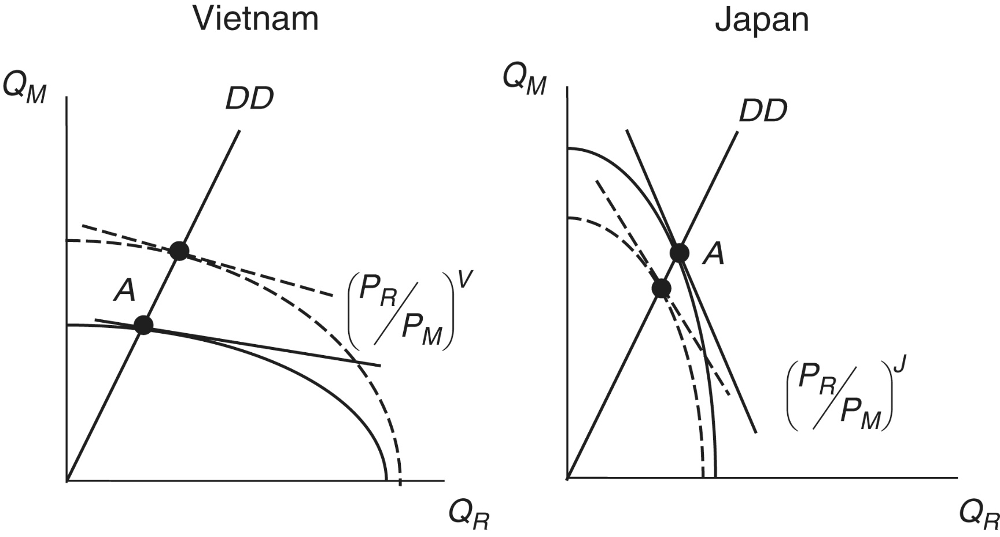 Vietnam
Q_M
DD
A
(P_R/P_M)^V
Q_R
Japan
Q_M
DD
A
(P_R/P_M)^J
Q_R